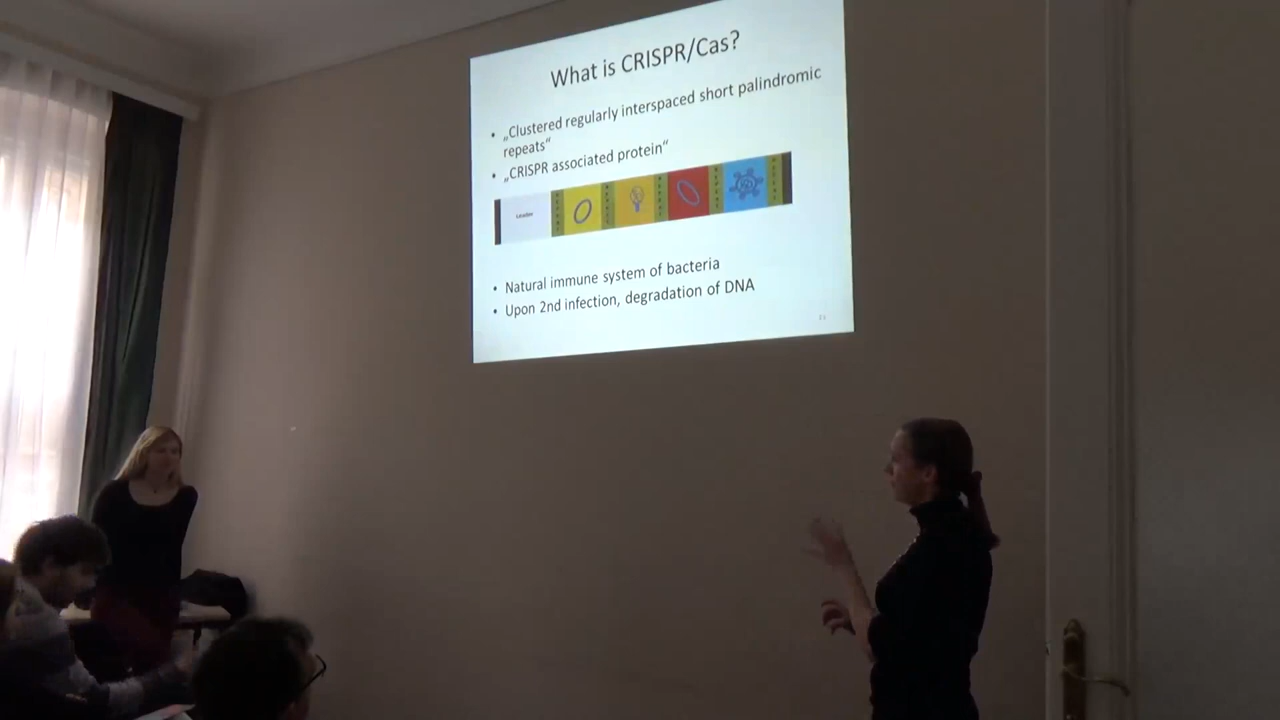 What is CRISPR/Cas?
• „Clustered regularly interspaced short palindromic
repeats“
• „CRISPR associated protein“
Leader
• Natural immune system of bacteria
• Upon 2nd infection, degradation of DNA